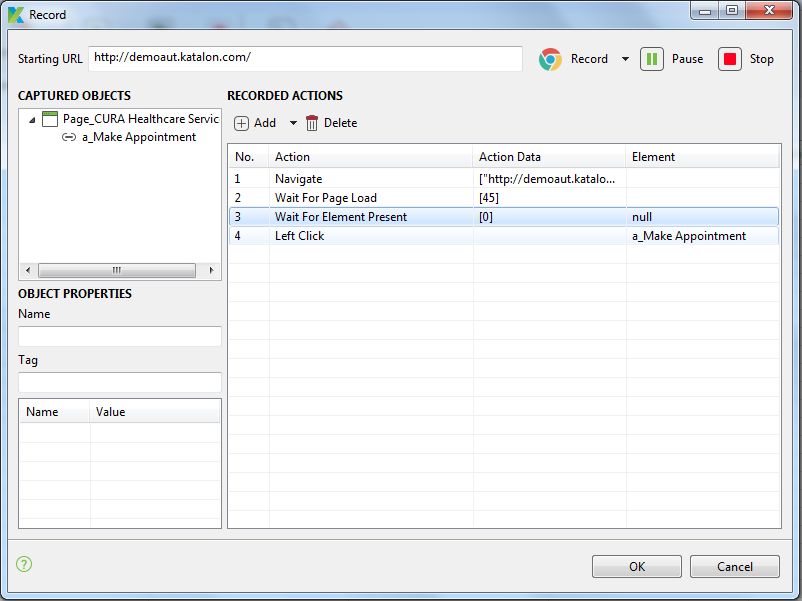 Record
Starting URL http://demoaut.katalon.com/ Record Pause Stop
CAPTURED OBJECTS
Page_CURA Healthcare Servic
a_Make Appointment
OBJECT PROPERTIES
Name
Tag
Name Value
RECORDED ACTIONS
Add Delete
No. Action Action Data Element
1 Navigate ["http://demoaut.katalo...
2 Wait For Page Load [45]
3 Wait For Element Present [0] null
4 Left Click a_Make Appointment
?
OK Cancel